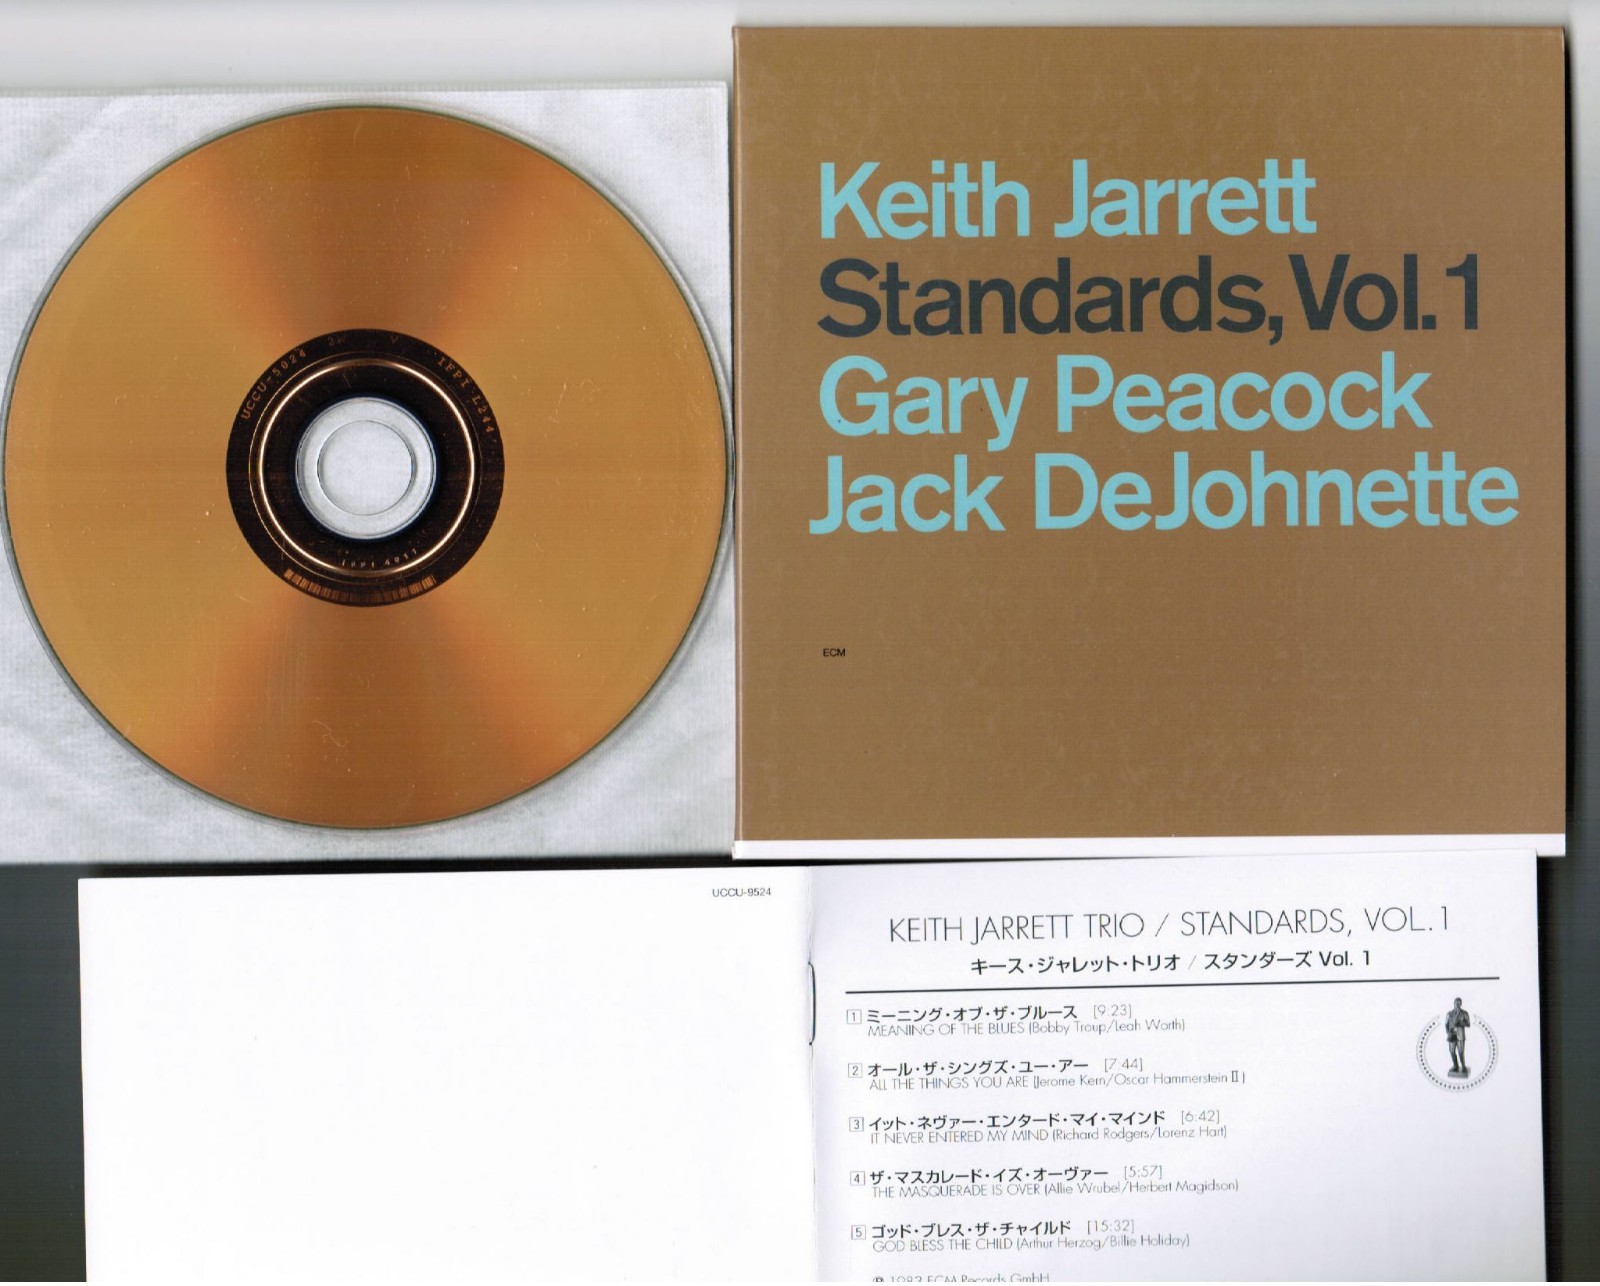 UCCU-5024
IFPI L244
Keith Jarrett
Standards, Vol. 1
Gary Peacock
Jack DeJohnette
ECM
UCCU-9524
KEITH JARRETT TRIO / STANDARDS, VOL. 1
キース・ジャレット・トリオ / スタンダーズ Vol. 1
1 ミーニング・オブ・ザ・ブルース [9:23]
MEANING OF THE BLUES (Bobby Troup/Leah Worth)
2 オール・ザ・シングズ・ユー・アー [7:44]
ALL THE THINGS YOU ARE (Jerome Kern/Oscar Hammerstein II)
3 イット・ネヴァー・エンタード・マイ・マインド [6:42]
IT NEVER ENTERED MY MIND (Richard Rodgers/Lorenz Hart)
4 ザ・マスカレード・イズ・オーヴァー [5:57]
THE MASQUERADE IS OVER (Allie Wrubel/Herbert Magidson)
5 ゴッド・ブレス・ザ・チャイルド [15:32]
GOD BLESS THE CHILD (Arthur Herzog/Billie Holiday)
℗ 1983 ECM Records GmbH